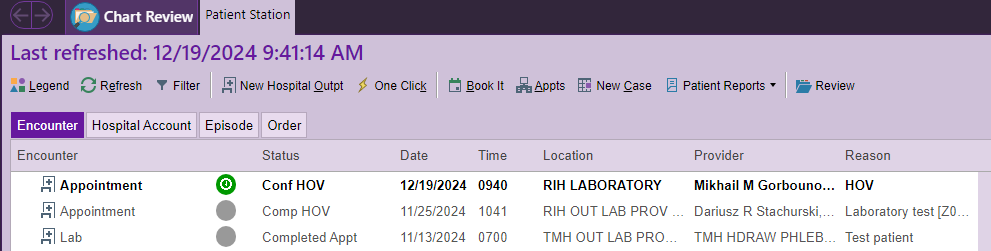 Chart Review Patient Station
Last refreshed: 12/19/2024 9:41:14 AM
Legend Refresh Filter New Hospital Outpt One Click Book It Appts New Case Patient Reports Review
Encounter Hospital Account Episode Order
Encounter Status Date Time Location Provider Reason
Appointment Conf HOV 12/19/2024 0940 RIH LABORATORY Mikhail M Gorbouno... HOV
Appointment Comp HOV 11/25/2024 1041 RIH OUT LAB PROV ... Dariusz R Stachurski,... Laboratory test [Z0...
Lab Completed Appt 11/13/2024 0700 TMH OUT LAB PRO... TMH HDRAW PHLEB... Test patient